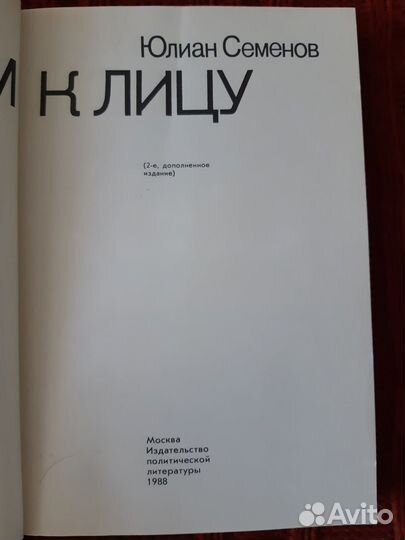 Юлиан Семенов
М К ЛИЦУ
(2-е, дополненное
издание)
Москва
Издательство
политической
литературы
1988
Avito